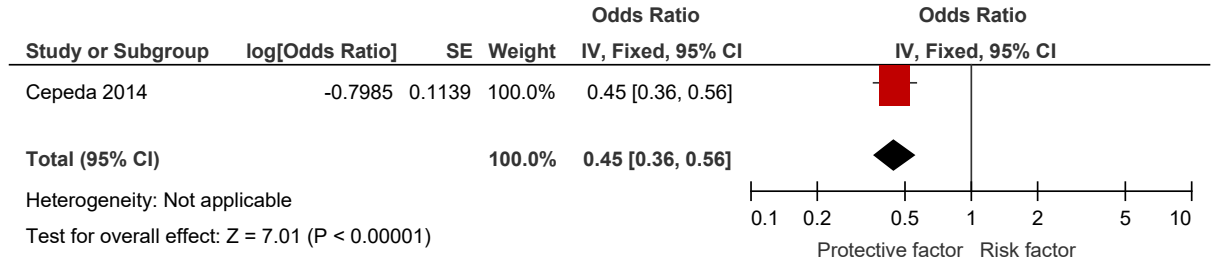 Odds Ratio Odds Ratio
Study or Subgroup log[Odds Ratio] SE Weight IV, Fixed, 95% CI IV, Fixed, 95% CI
Cepeda 2014 -0.7985 0.1139 100.0% 0.45 [0.36, 0.56]
Total (95% CI) 100.0% 0.45 [0.36, 0.56]
Heterogeneity: Not applicable
Test for overall effect: Z = 7.01 (P < 0.00001)
0.1 0.2 0.5 1 2 5 10
Protective factor Risk factor